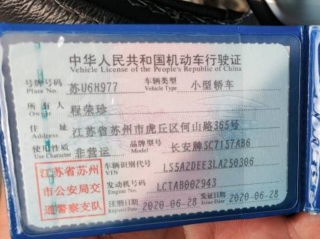 中华人民共和国机动车行驶证
Vehicle License of the People's Republic of China
号牌号码 Plate No. 苏U6H977 车辆类型 Vehicle Type 小型轿车
所有人 Owner 程荣珍
住址 Address 江苏省苏州市虎丘区何山路365号
使用性质 Use Character 非营运 品牌型号 Model 长安牌SC7157AB6
江苏省苏州市公安局交通警察支队
车辆识别代号 VIN LS5A2DEE3LA250306
发动机号码 Engine No. LCTAB002943
注册日期 Register Date 2020-06-28 发证日期 Issue Date 2020-06-28